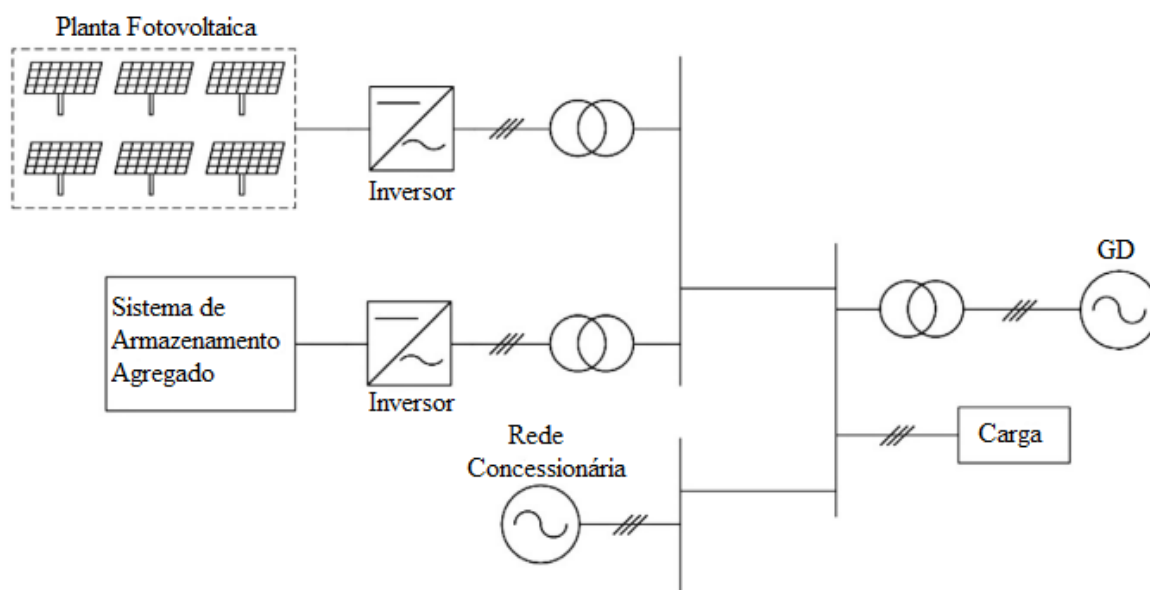 Planta Fotovoltaica
Inversor
GD
Sistema de
Armazenamento
Agregado
Inversor
Carga
Rede
Concessionária